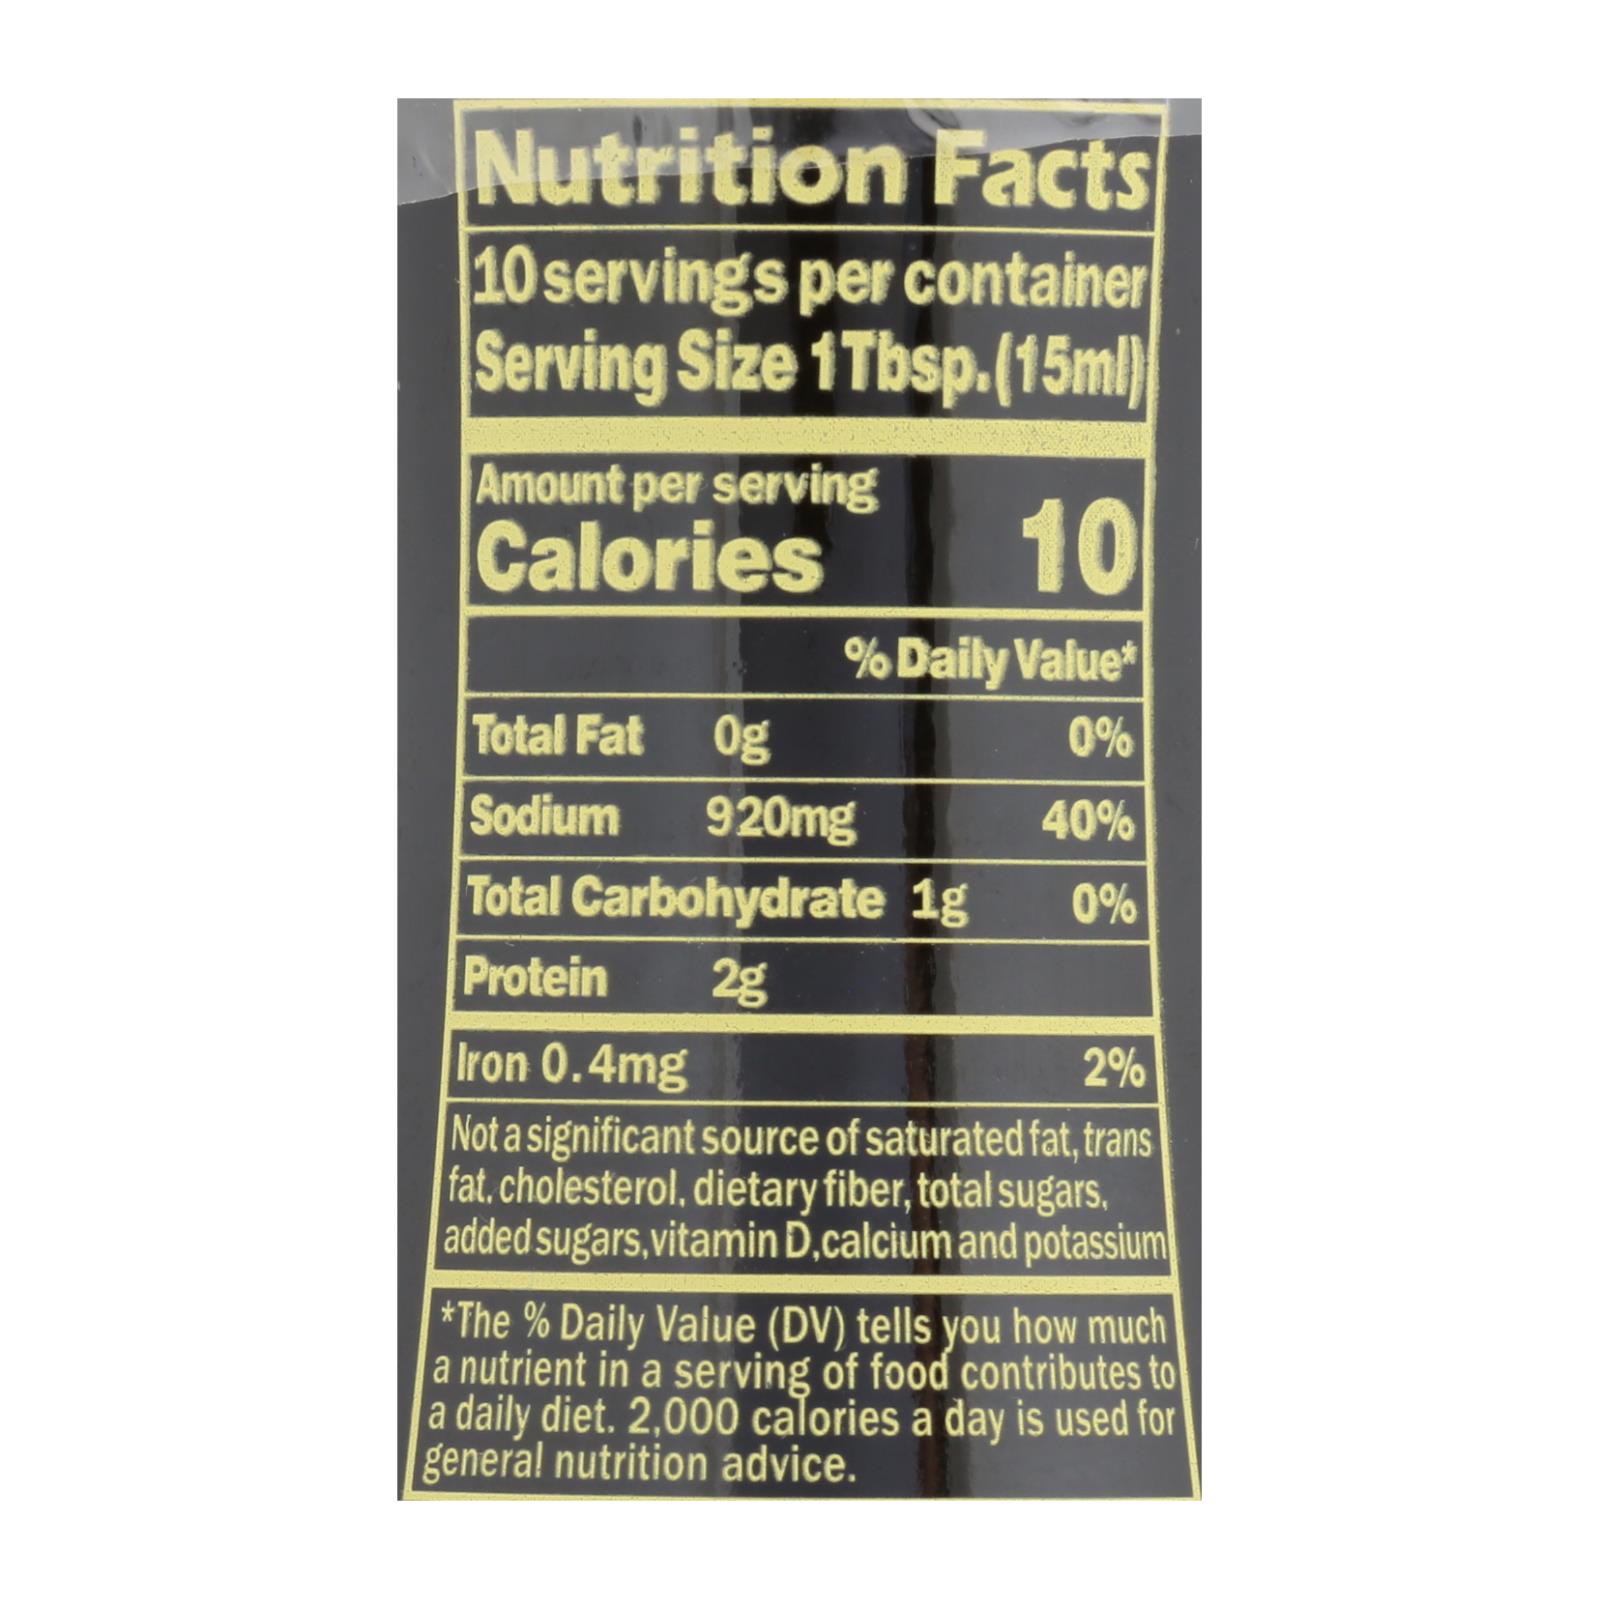 Nutrition Facts
10 servings per container
Serving Size 1 Tbsp. (15ml)
Amount per serving
Calories 10
% Daily Value*
Total Fat 0g 0%
Sodium 920mg 40%
Total Carbohydrate 1g 0%
Protein 2g
Iron 0.4mg 2%
Not a significant source of saturated fat, trans
fat, cholesterol, dietary fiber, total sugars,
added sugars, vitamin D, calcium and potassium
*The % Daily Value (DV) tells you how much
a nutrient in a serving of food contributes to
a daily diet. 2,000 calories a day is used for
general nutrition advice.